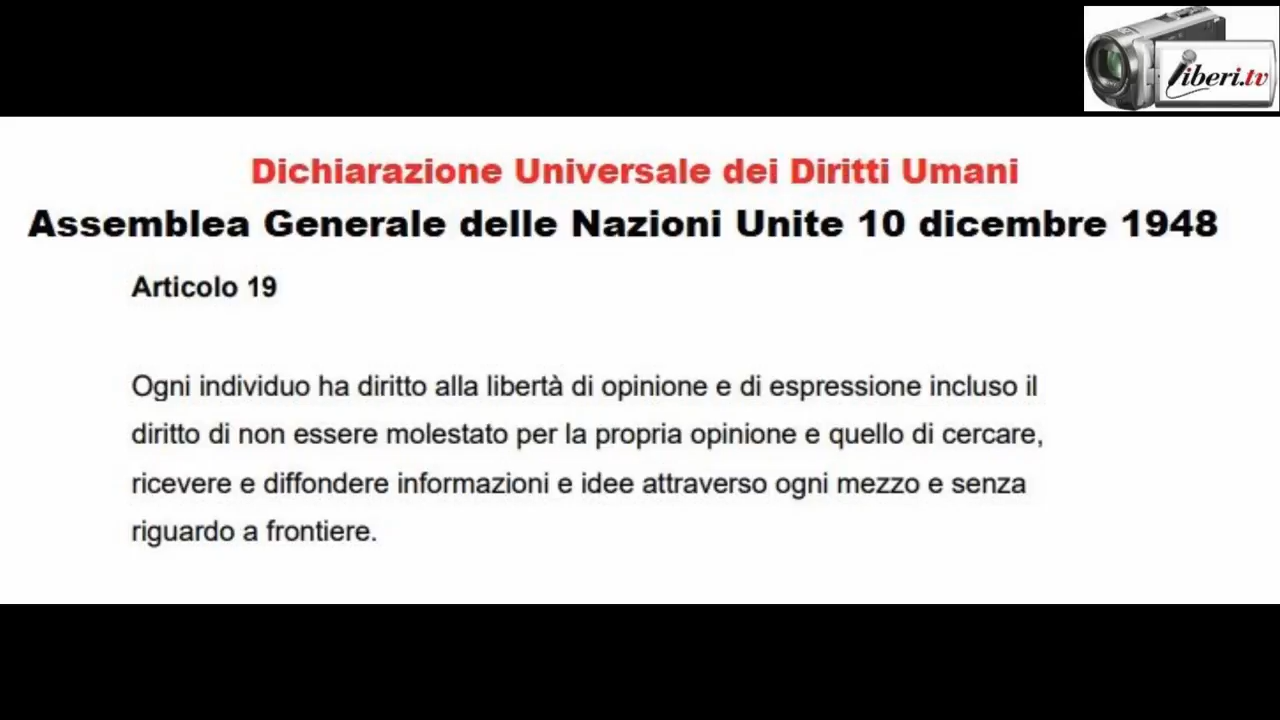 liberi.tv
Dichiarazione Universale dei Diritti Umani
Assemblea Generale delle Nazioni Unite 10 dicembre 1948
Articolo 19
Ogni individuo ha diritto alla libertà di opinione e di espressione incluso il
diritto di non essere molestato per la propria opinione e quello di cercare,
ricevere e diffondere informazioni e idee attraverso ogni mezzo e senza
riguardo a frontiere.